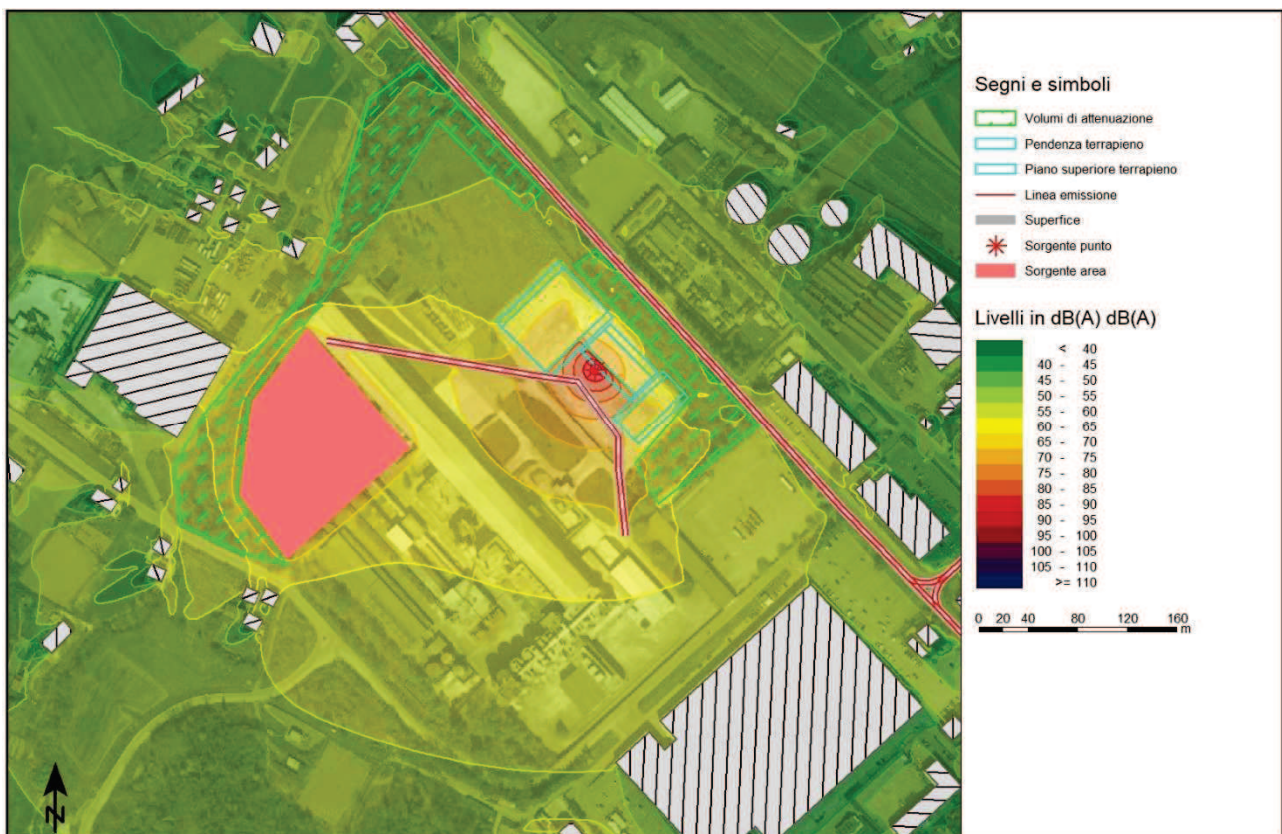 Segni e simboli
Volumi di attenuazione
Pendenza terrapieno
Piano superiore terrapieno
Linea emissione
Superfice
Sorgente punto
Sorgente area
Livelli in dB(A) dB(A)
< 40
40 - 45
45 - 50
50 - 55
55 - 60
60 - 65
65 - 70
70 - 75
75 - 80
80 - 85
85 - 90
90 - 95
95 - 100
100 - 105
105 - 110
>= 110
0 20 40 80 120 160
m
N